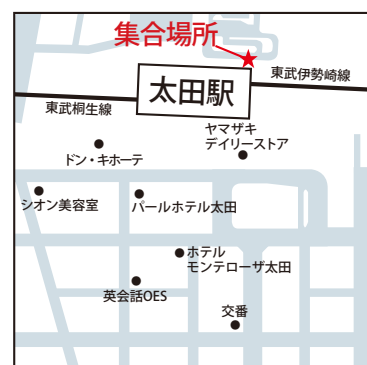 集合場所
太田駅
東武伊勢崎線
東武桐生線
ヤマザキ
デイリーストア
ドン・キホーテ
シオン美容室
パールホテル太田
ホテル
モンテローザ太田
英会話OES
交番